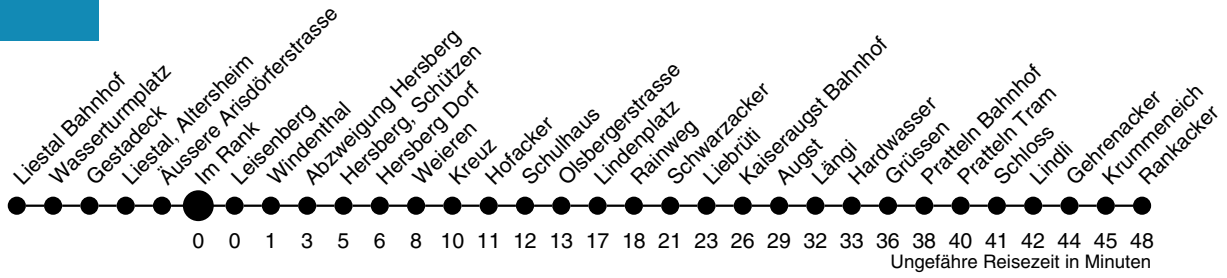 Liestal Bahnhof
Wasserturmplatz
Gestadeck
Liestal, Altersheim
Äussere Arisdörferstrasse
Im Rank
Leisenberg
Windenthal
Abzweigung Hersberg
Hersberg, Schützen
Hersberg Dorf
Weieren
Kreuz
Hofacker
Schulhaus
Olsbergerstrasse
Lindenplatz
Rainweg
Schwarzacker
Liebrüti
Kaiseraugst Bahnhof
Augst
Längi
Hardwasser
Grüssen
Pratteln Bahnhof
Pratteln Tram
Schloss
Lindli
Gehrenacker
Krummeneich
Rankacker
0 0 1 3 5 6 8 10 11 12 13 17 18 21 23 26 29 32 33 36 38 40 41 42 44 45 48
Ungefähre Reisezeit in Minuten